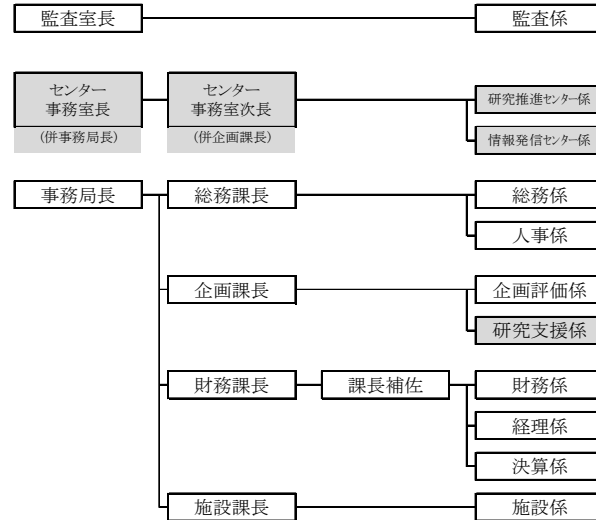 監査室長
監査係
センター
事務室長
(併事務局長)
センター
事務室次長
(併企画課長)
研究推進センター係
情報発信センター係
事務局長
総務課長
総務係
人事係
企画課長
企画評価係
研究支援係
財務課長
課長補佐
財務係
経理係
決算係
施設課長
施設係